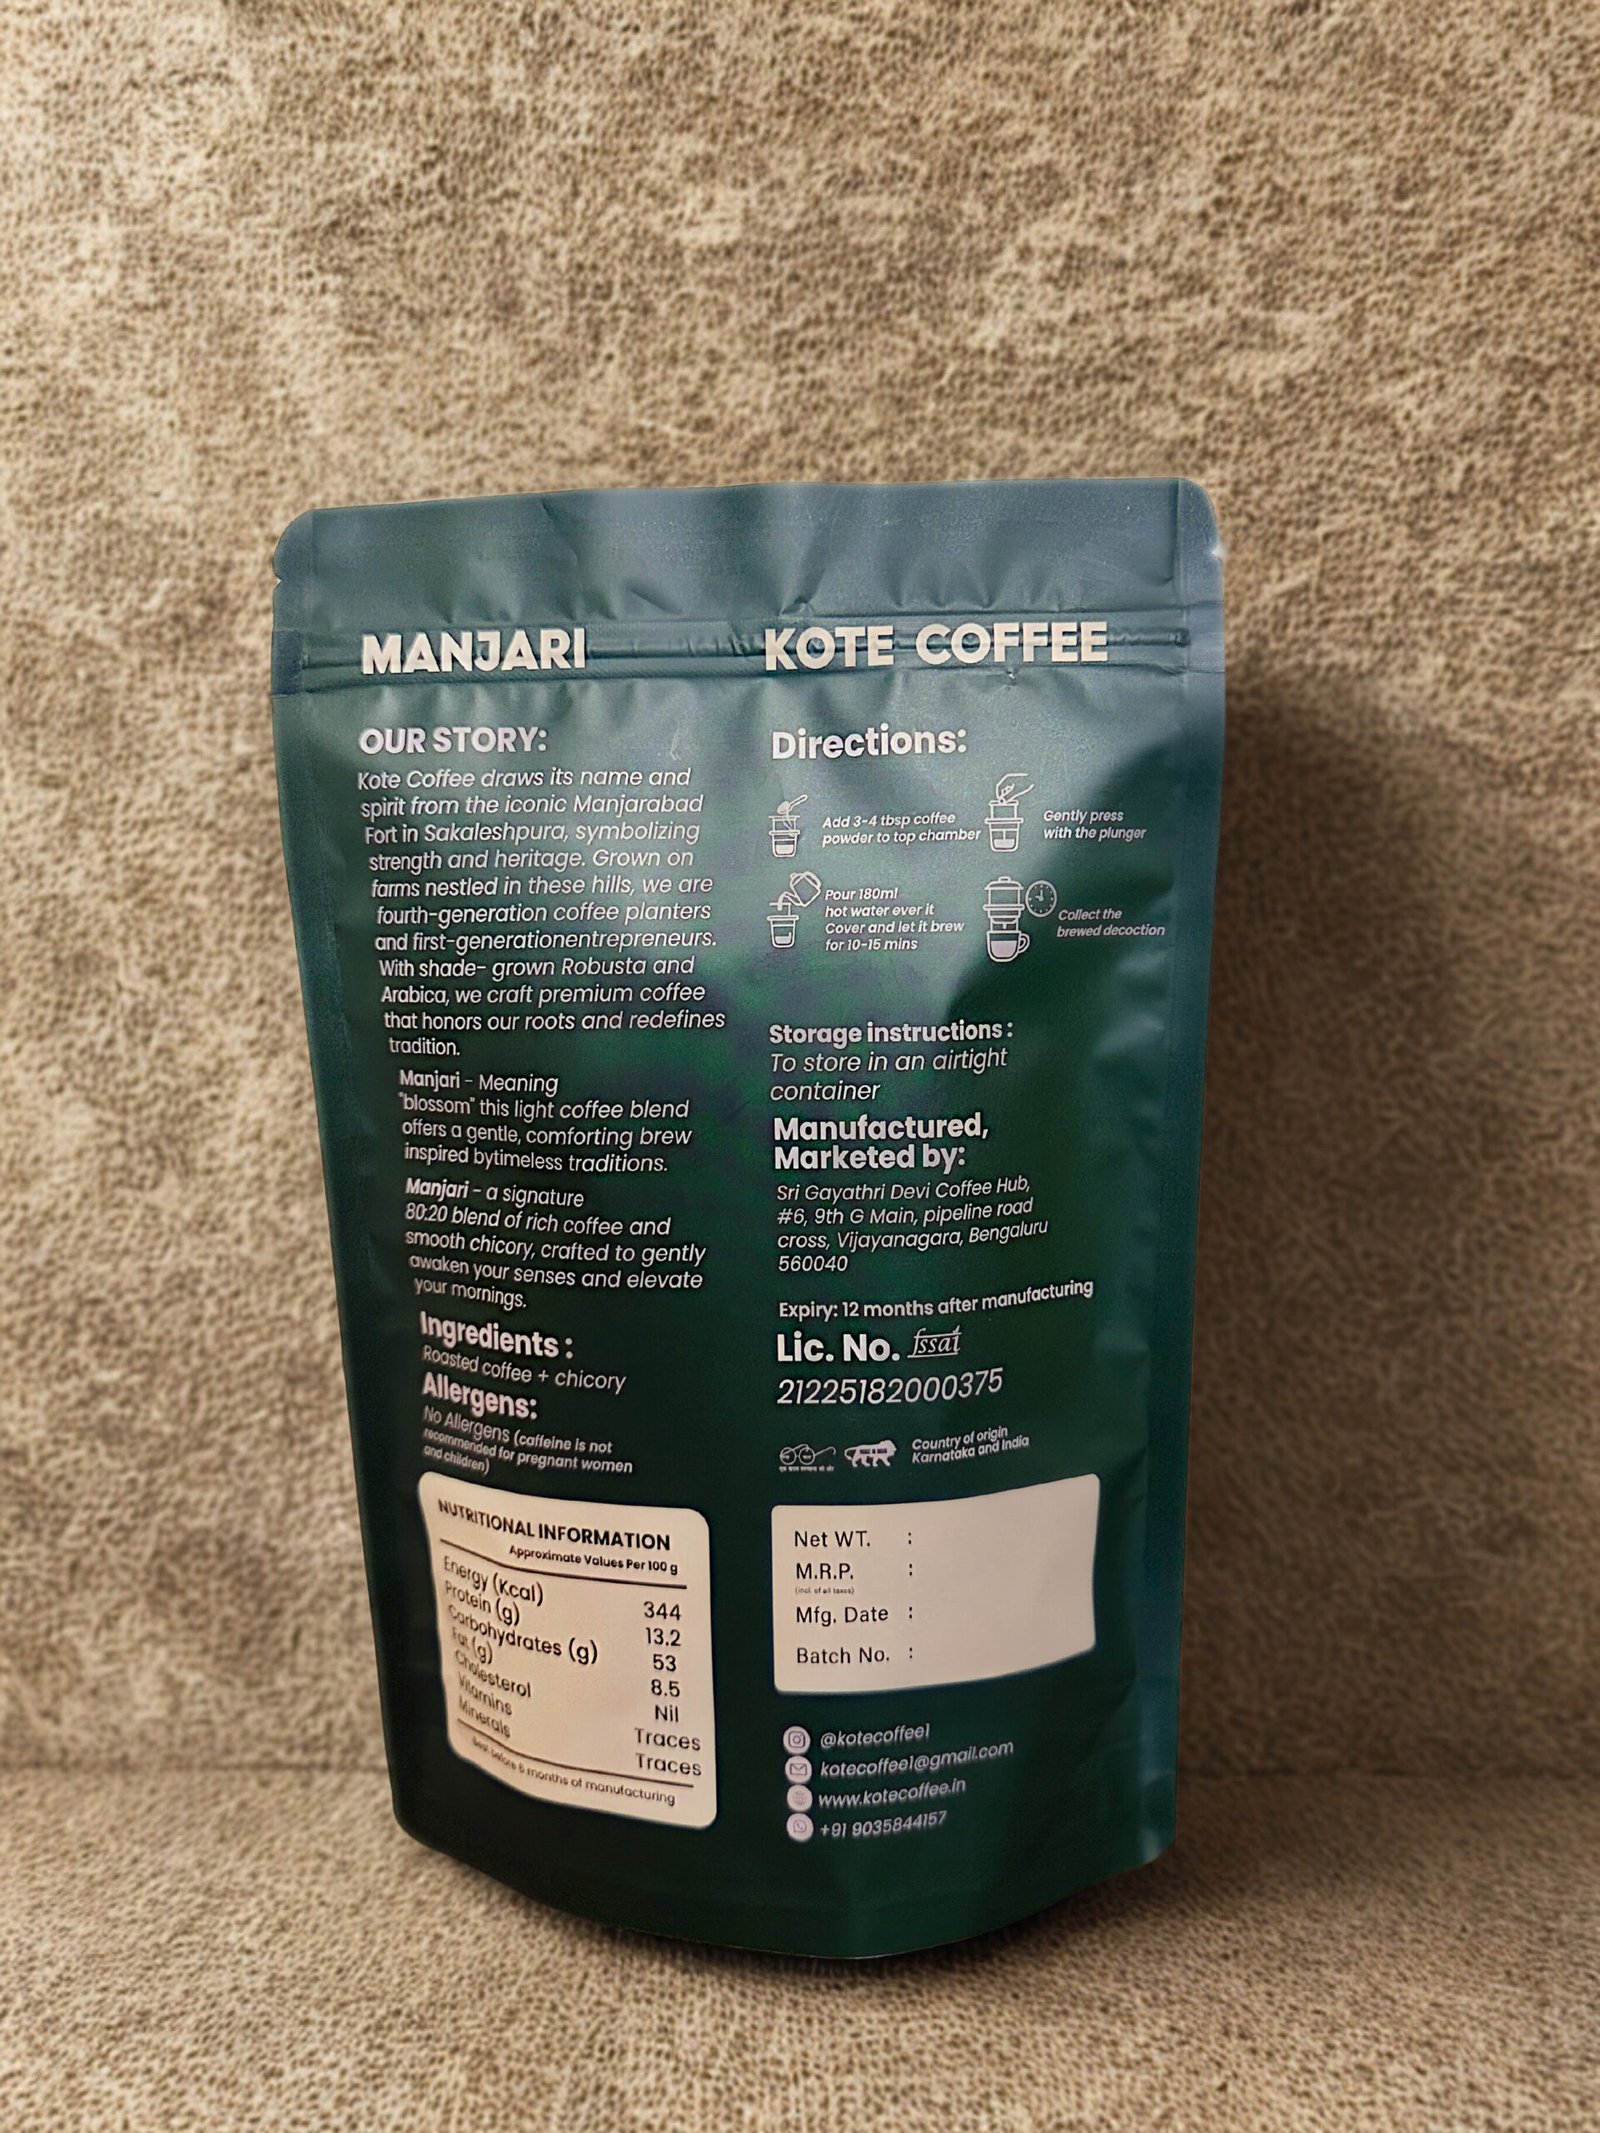 MANJARI
KOTE COFFEE
OUR STORY:
Kote Coffee draws its name and
spirit from the iconic Manjarabad
Fort in Sakaleshpura, symbolizing
strength and heritage. Grown on
farms nestled in these hills, we are
fourth-generation coffee planters
and first-generationentrepreneurs.
With shade- grown Robusta and
Arabica, we craft premium coffee
that honors our roots and redefines
tradition.
Manjari - Meaning
"blossom" this light coffee blend
offers a gentle, comforting brew
inspired bytimeless traditions.
Manjari - a signature
80:20 blend of rich coffee and
smooth chicory, crafted to gently
awaken your senses and elevate
your mornings.
Ingredients :
Roasted coffee + chicory
Allergens:
No Allergens (caffeine is not
recommended for pregnant women
and children)
NUTRITIONAL INFORMATION
Approximate Values Per 100 g
Energy (Kcal) 344
Protein (g) 13.2
Carbohydrates (g) 53
Fat (g) 8.5
Cholesterol Nil
Vitamins Traces
Minerals Traces
Best before 6 months of manufacturing
Directions:
Add 3-4 tbsp coffee
powder to top chamber
Gently press
with the plunger
Pour 180ml
hot water over it
Cover and let it brew
for 10-15 mins
Collect the
brewed decoction
Storage instructions :
To store in an airtight
container
Manufactured,
Marketed by:
Sri Gayathri Devi Coffee Hub,
#6, 9th G Main, pipeline road
cross, Vijayanagara, Bengaluru
560040
Expiry: 12 months after manufacturing
Lic. No. fssai
21225182000375
Country of origin
Karnataka and India
Net WT. :
M.R.P. :
(incl. of all taxes)
Mfg. Date :
Batch No. :
@kotecoffee1
kotecoffee1@gmail.com
www.kotecoffee.in
+91 9035844157